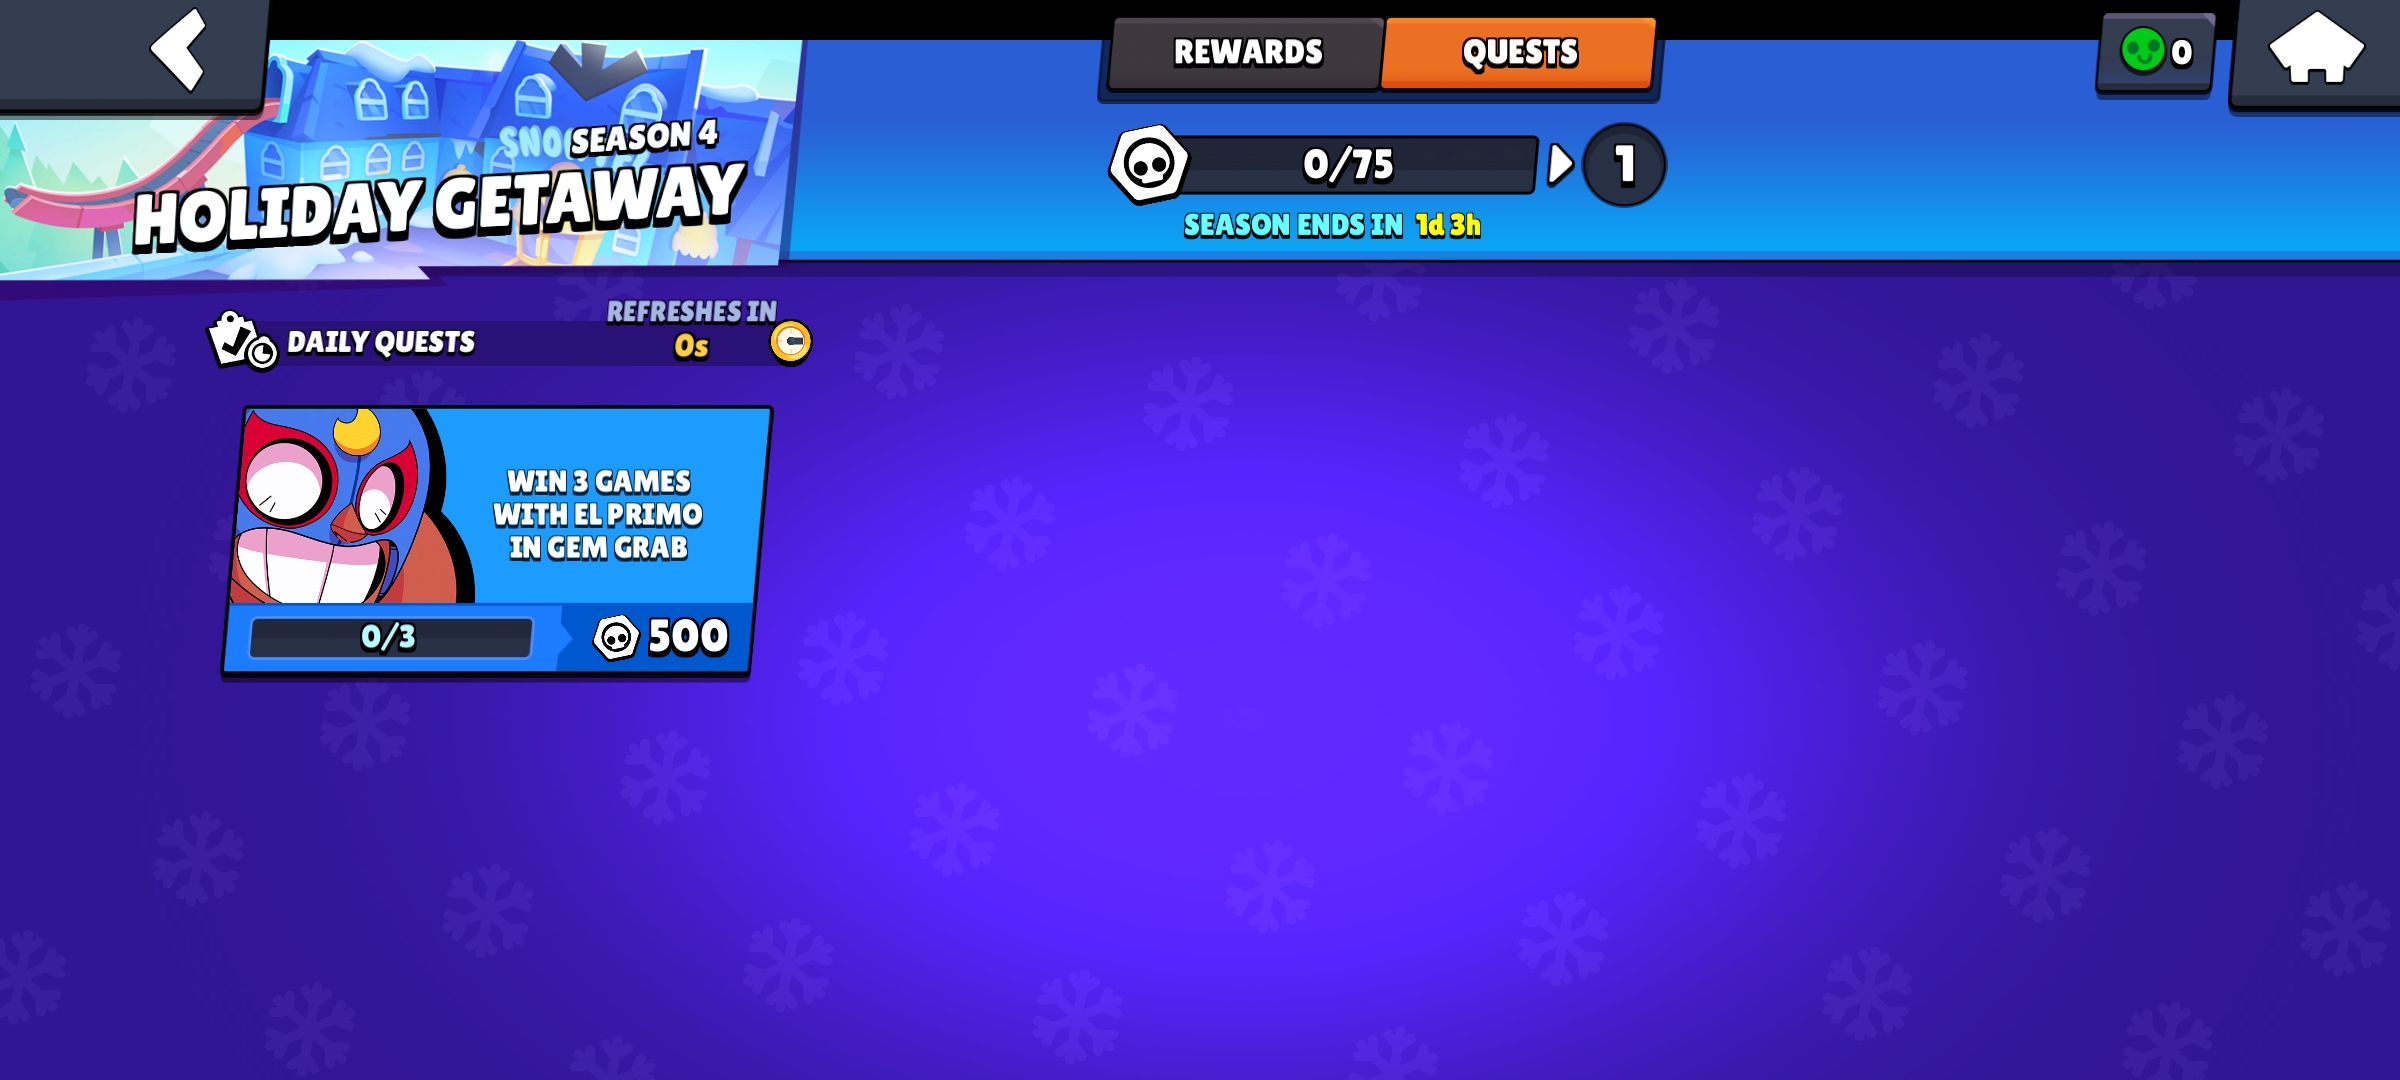 REWARDS
QUESTS
0
SEASON 4
HOLIDAY GETAWAY
0/75
1
SEASON ENDS IN 1d 3h
DAILY QUESTS
REFRESHES IN
0s
WIN 3 GAMES
WITH EL PRIMO
IN GEM GRAB
0/3
500